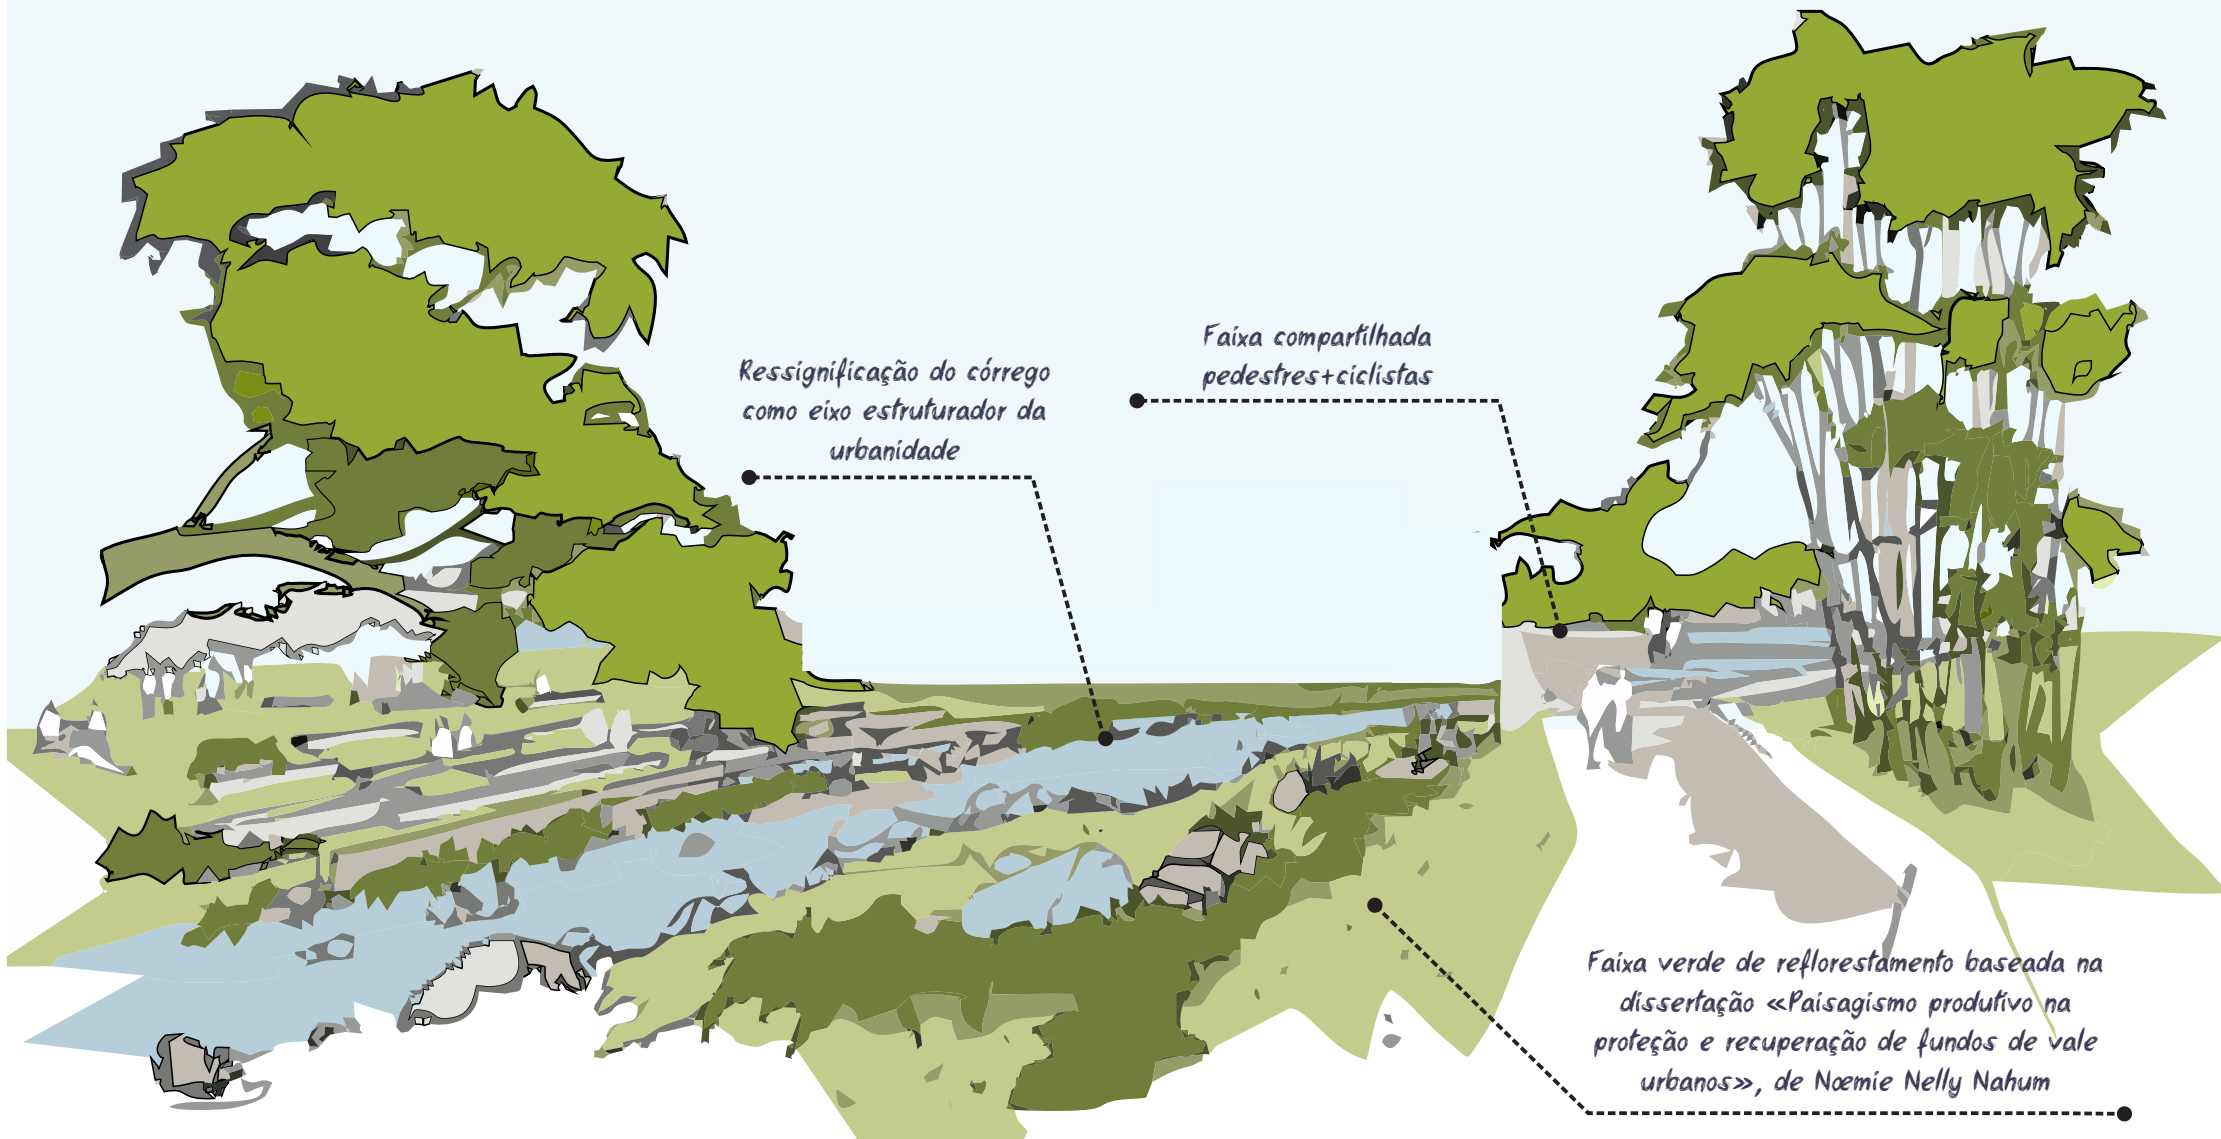 Ressignificação do córrego
como eixo estruturador da
urbanidade
Faixa compartilhada
pedestres+ciclistas
Faixa verde de reflorestamento baseada na
dissertação «Paisagismo produtivo na
proteção e recuperação de fundos de vale
urbanos», de Nœmie Nelly Nahum